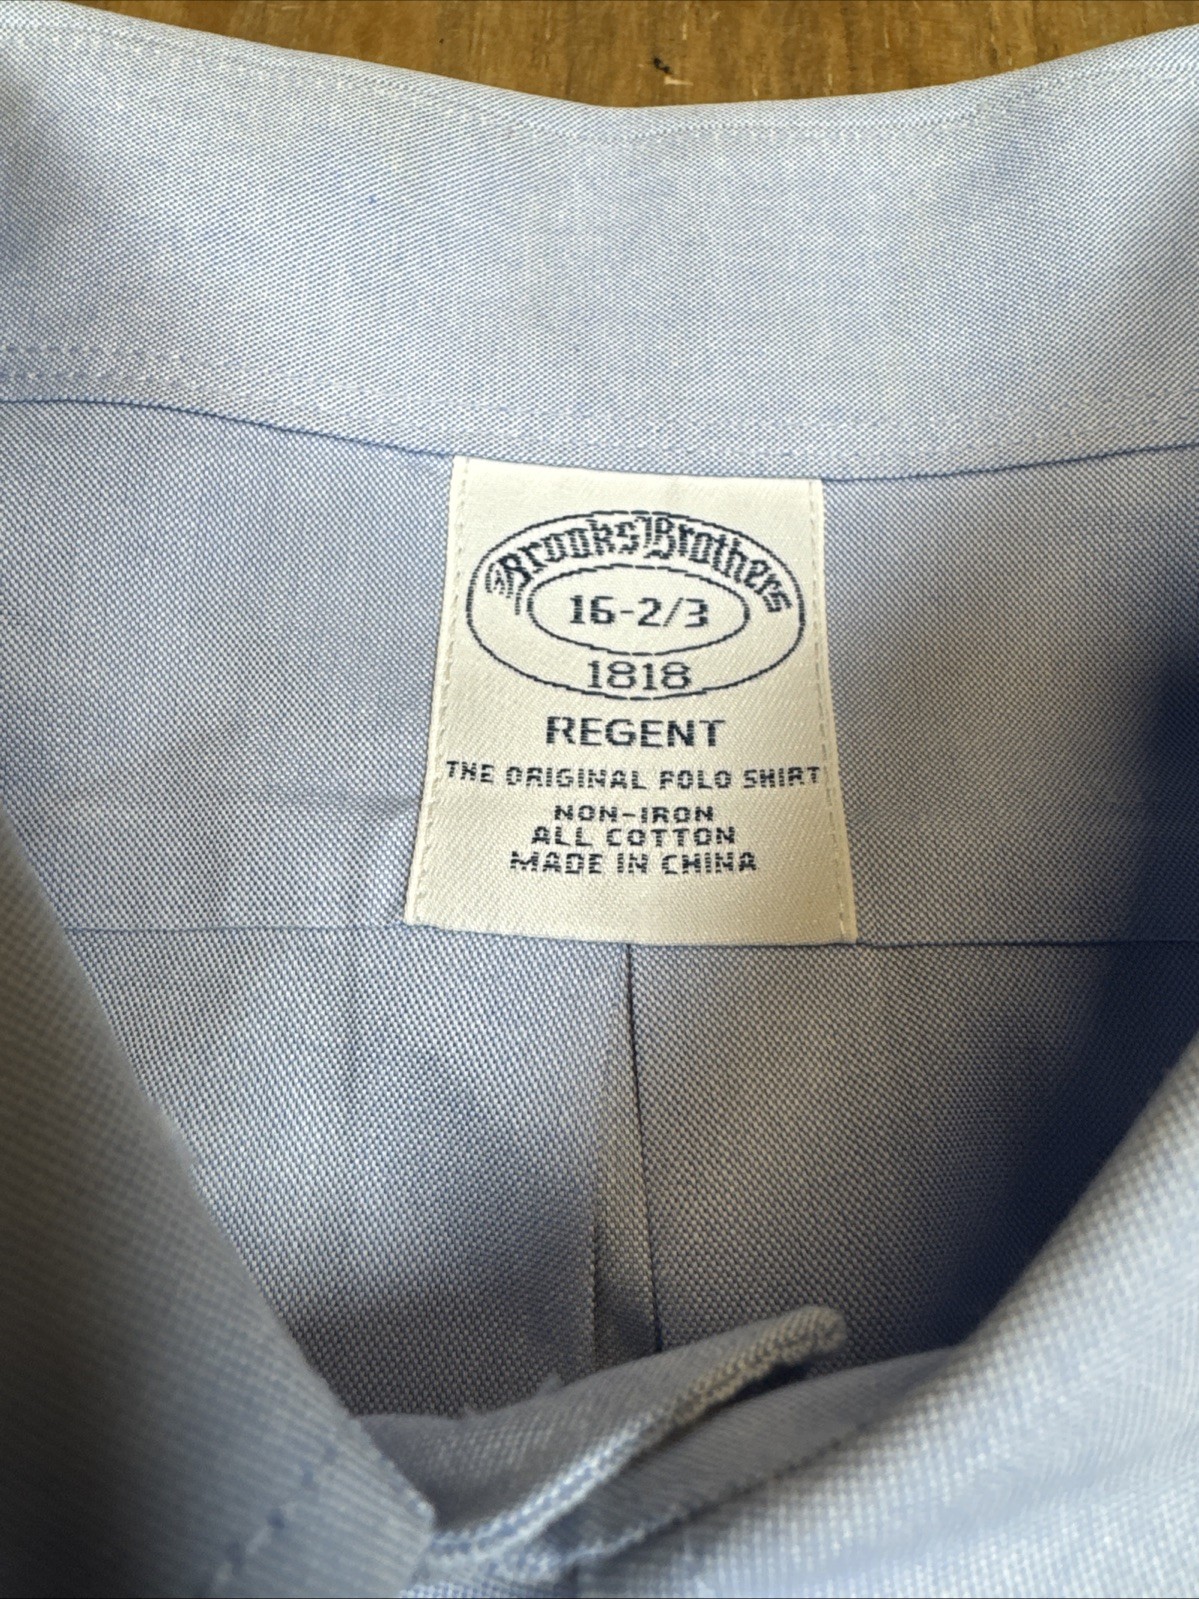 Brooks Brothers
16-2/3
1818
REGENT
THE ORIGINAL POLO SHIRT
NON-IRON
ALL COTTON
MADE IN CHINA